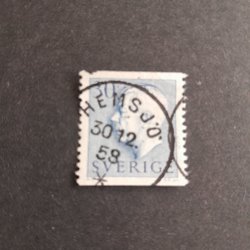 HEMSJÖ
30.12.
58
SVERIGE